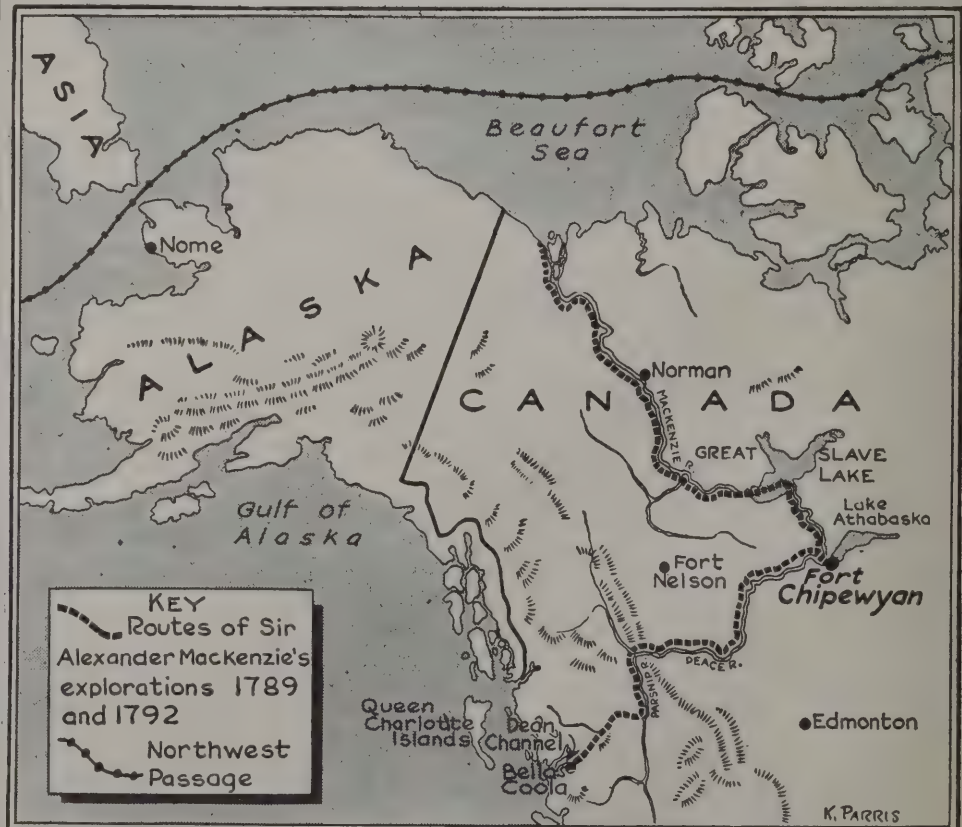 ASIA
Beaufort
Sea
Nome
ALASKA
Norman
CANADA
MACKENZIE R.
GREAT
SLAVE
LAKE
Lake
Athabaska
Gulf of
Alaska
Fort
Nelson
Fort
Chipewyan
KEY
Routes of Sir
Alexander MacKenzie's
explorations 1789
and 1792
Northwest
Passage
PEACE R.
PARSNIP R.
Queen
Charlotte
Islands
Dean
Channel
Bella
Coola
Edmonton
K. PARRIS